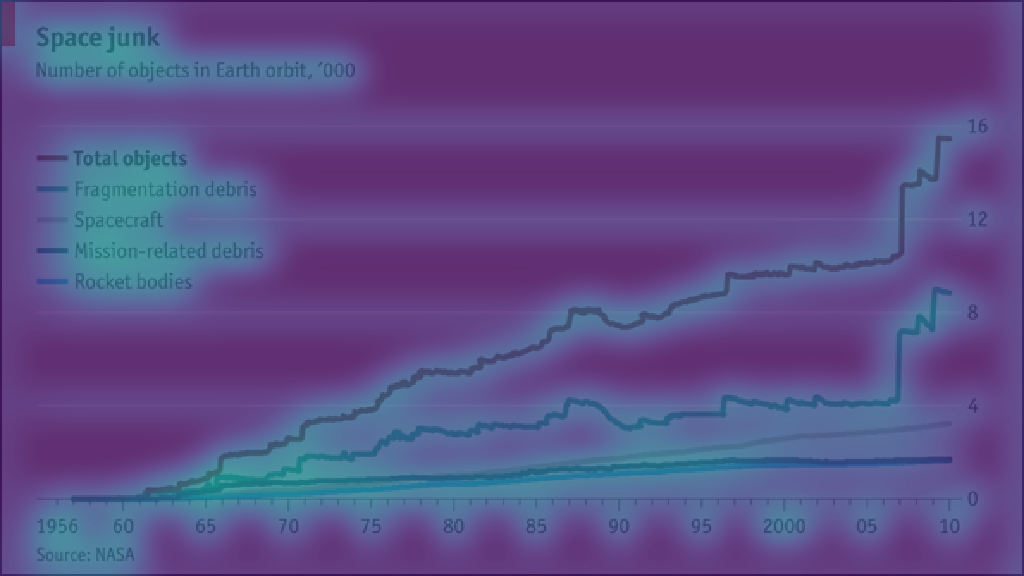 Space junk
Number of objects in Earth orbit, ′000
16
Total objects
Fragmentation debris
Spacecraft
12
Mission-related debris
Rocket bodies
8
4
0
1956 60 65 70 75 80 85 90 95 2000 05 10
Source: NASA